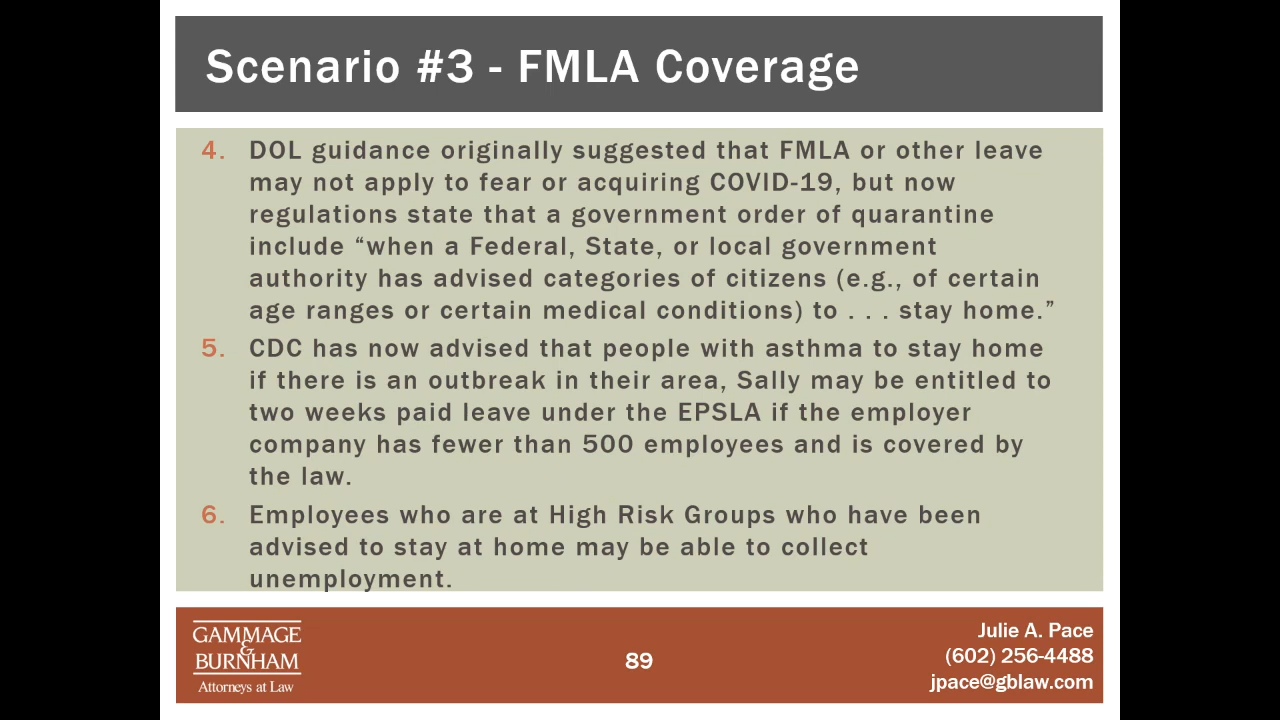 Scenario #3 - FMLA Coverage
4. DOL guidance originally suggested that FMLA or other leave
may not apply to fear or acquiring COVID-19, but now
regulations state that a government order of quarantine
include “when a Federal, State, or local government
authority has advised categories of citizens (e.g., of certain
age ranges or certain medical conditions) to . . . stay home.”
5. CDC has now advised that people with asthma to stay home
if there is an outbreak in their area, Sally may be entitled to
two weeks paid leave under the EPSLA if the employer
company has fewer than 500 employees and is covered by
the law.
6. Employees who are at High Risk Groups who have been
advised to stay at home may be able to collect
unemployment.
GAMMAGE
&
BURNHAM
Attorneys at Law
89
Julie A. Pace
(602) 256-4488
jpace@gblaw.com